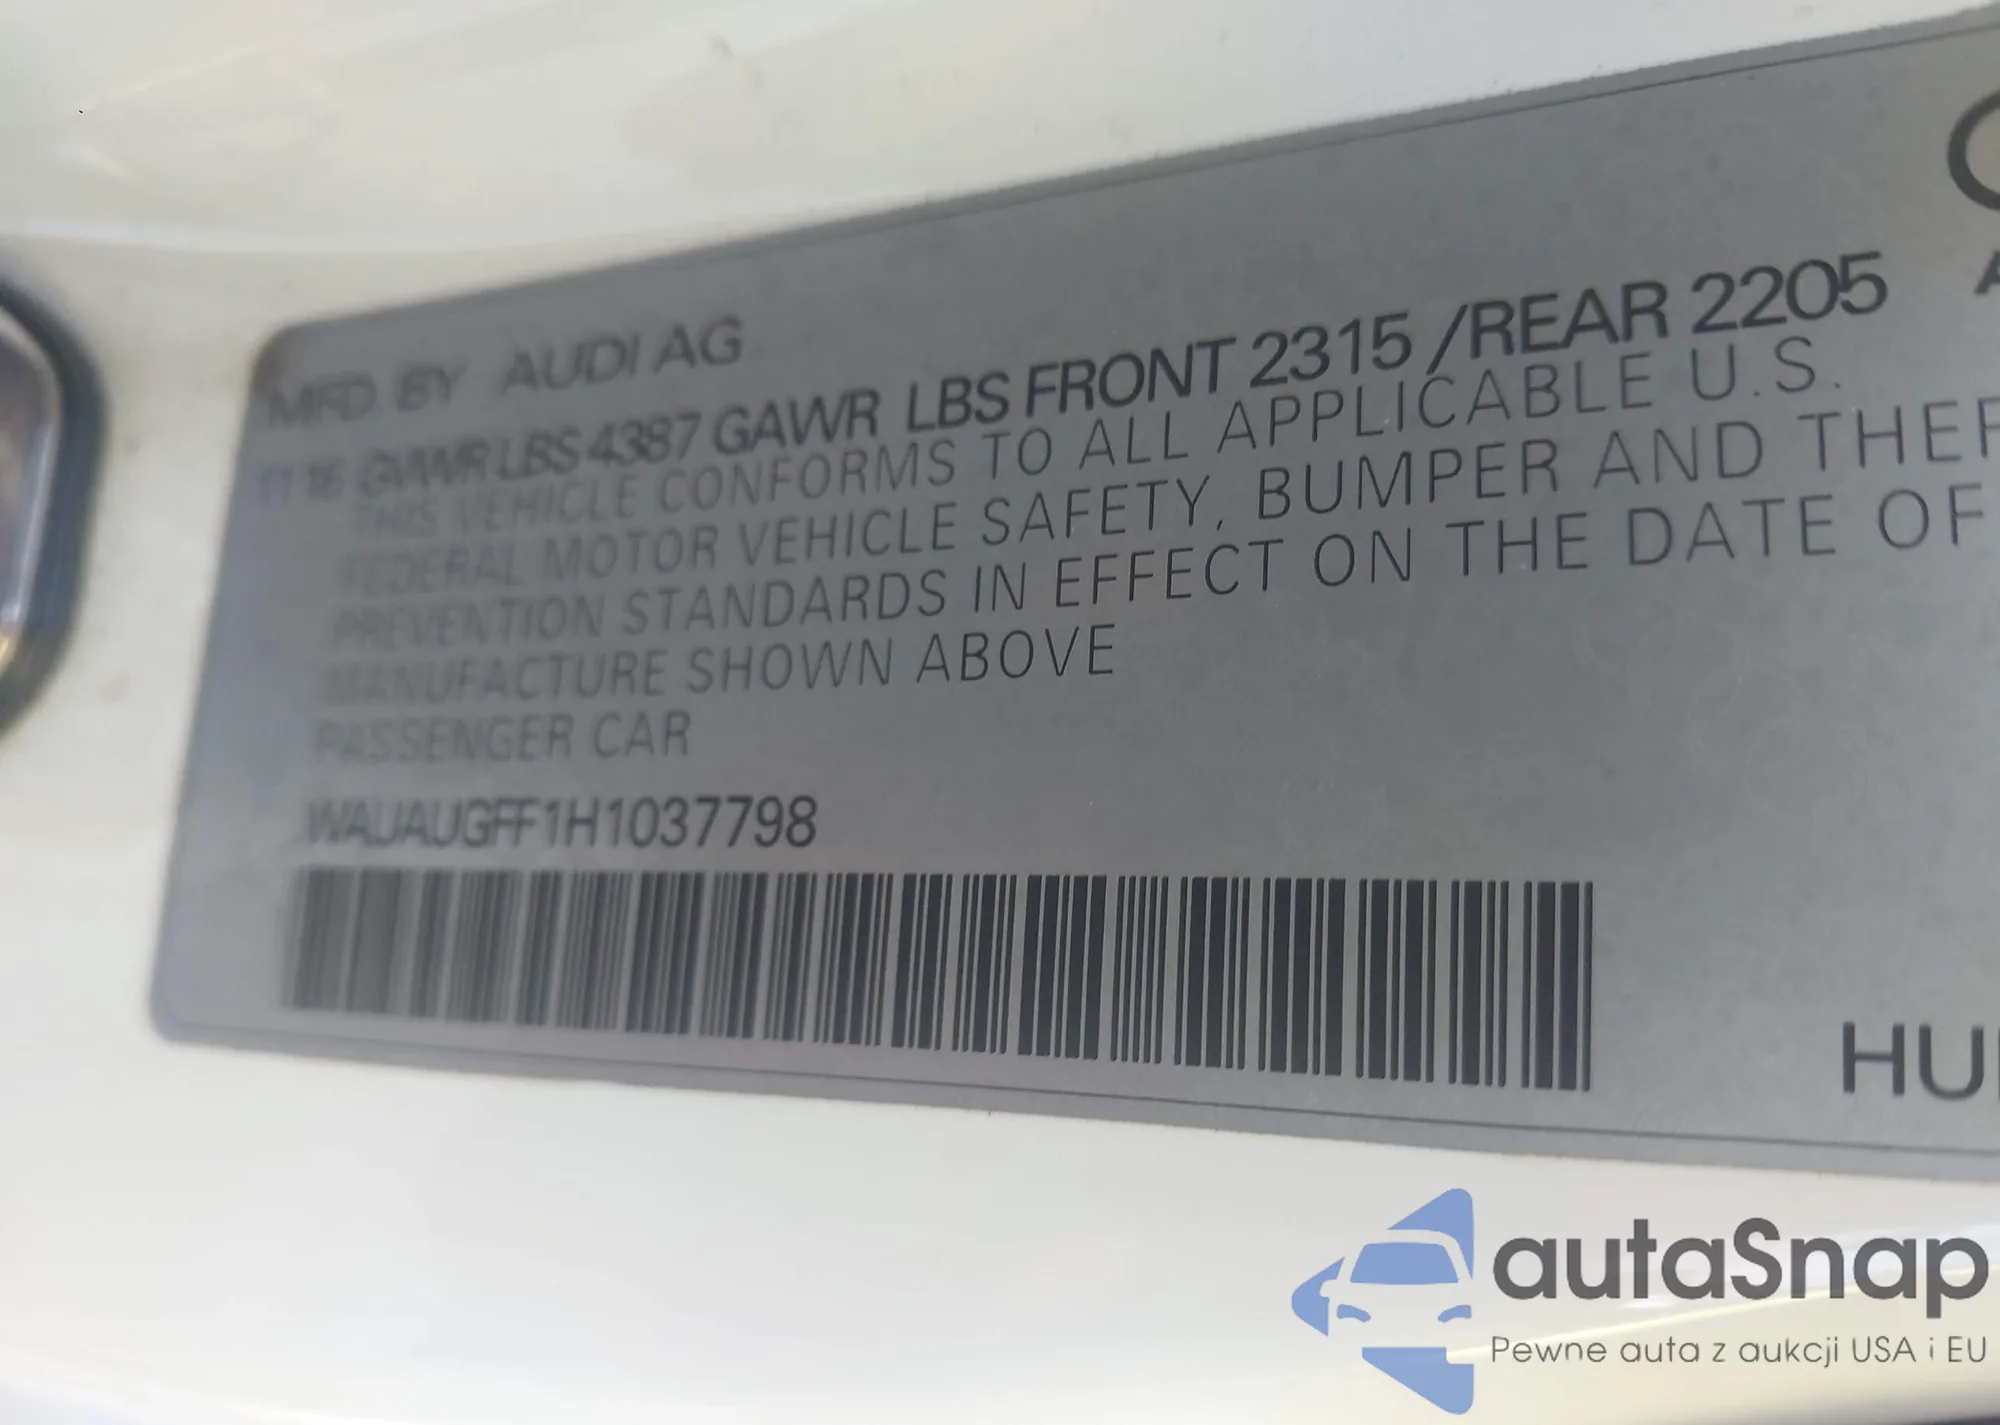 MFD. BY AUDI AG
11 16 GVWR LBS 4387 GAWR LBS FRONT 2315 /REAR 2205
THIS VEHICLE CONFORMS TO ALL APPLICABLE U.S.
FEDERAL MOTOR VEHICLE SAFETY, BUMPER AND THEF
PREVENTION STANDARDS IN EFFECT ON THE DATE OF
MANUFACTURE SHOWN ABOVE
PASSENGER CAR
WAUAUGFF1H1037798
HU
autaSnap
Pewne auta z aukcji USA i EU